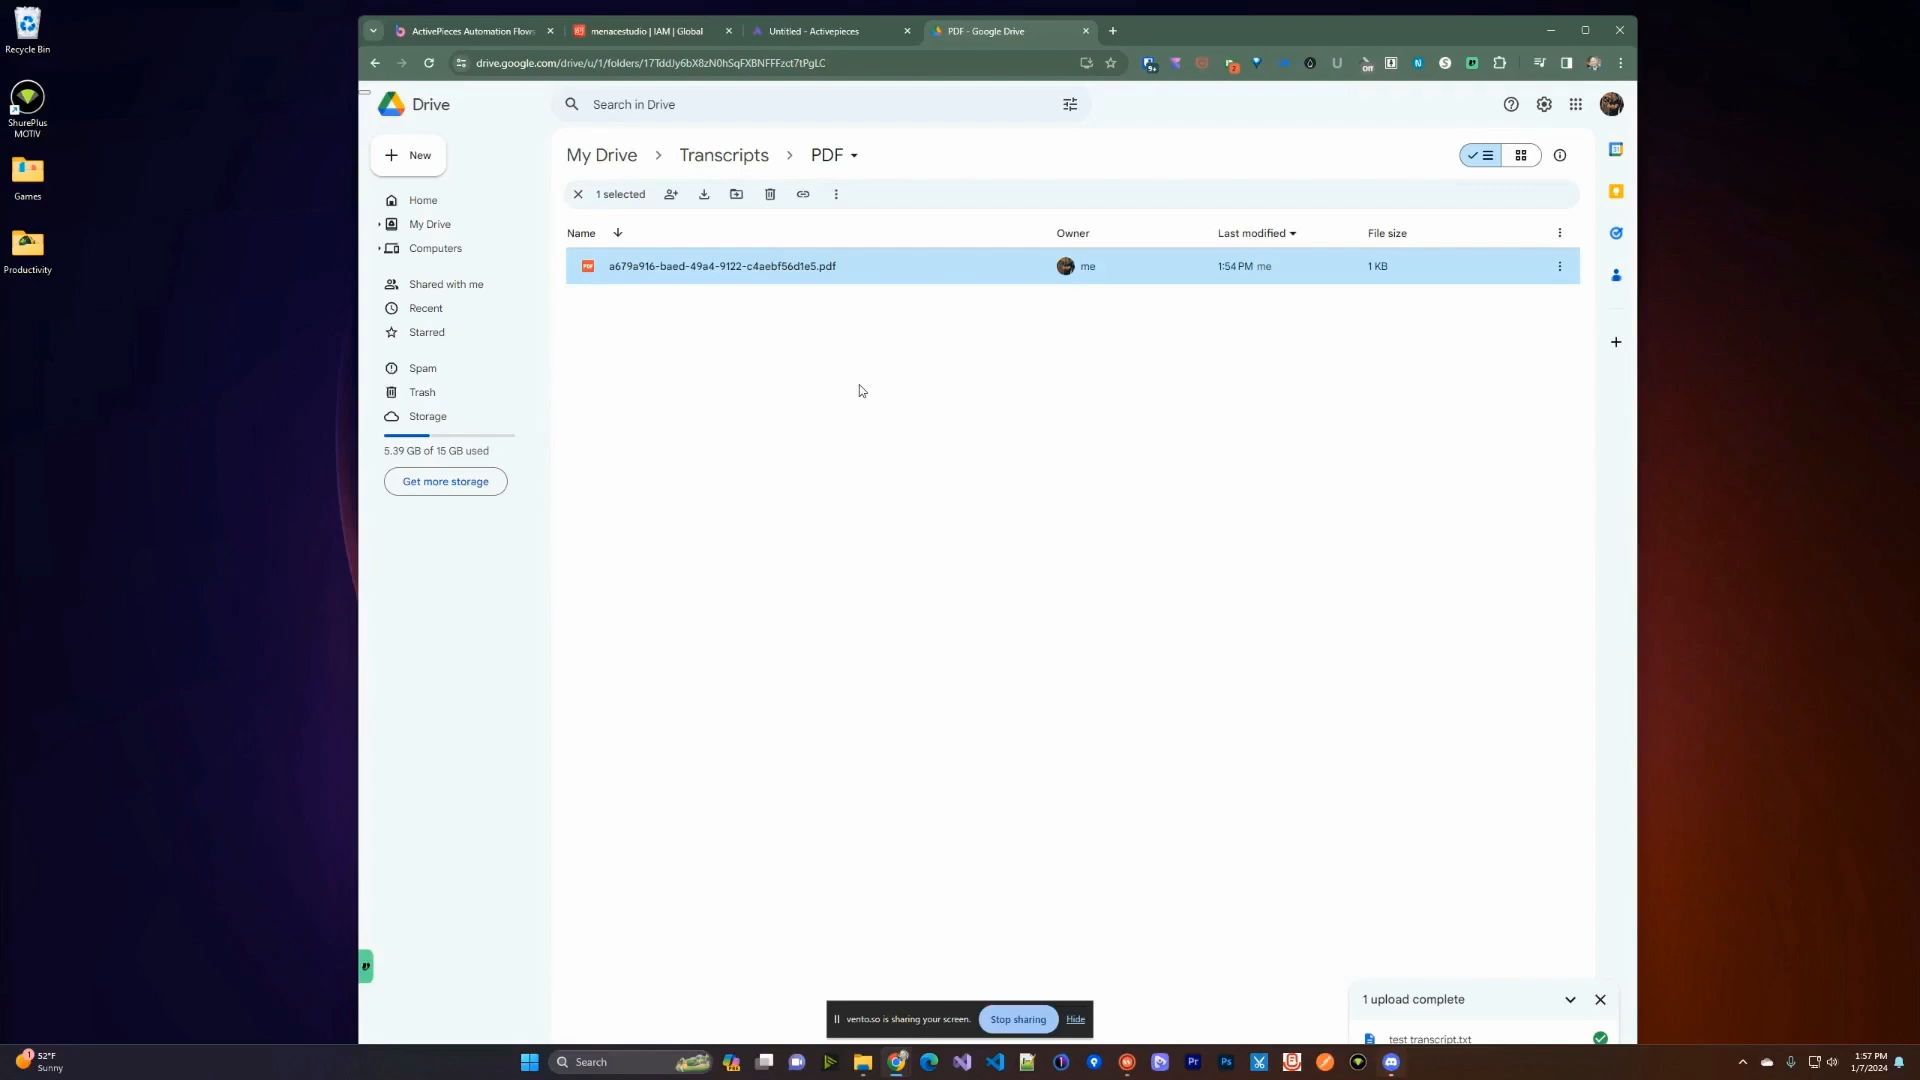 Recycle Bin
ShurePlus
MOTIV
Games
Productivity
ActivePieces Automation Flows
menacestudio | IAM | Global
Untitled - Activepieces
PDF - Google Drive
drive.google.com/drive/u/1/folders/17TddJy6bX8zN0hSqFXBNFFFzct7tPgLC
Drive
Search in Drive
New
My Drive
Transcripts
PDF
1 selected
Name
Owner
Last modified
File size
PDF
a679a916-baed-49a4-9122-c4aebf56d1e5.pdf
me
1:54 PM me
1 KB
Home
My Drive
Computers
Shared with me
Recent
Starred
Spam
Trash
Storage
5.39 GB of 15 GB used
Get more storage
1 upload complete
test transcript.txt
vento.so is sharing your screen.
Stop sharing
Hide
52°F
Sunny
Search
1:57 PM
1/7/2024